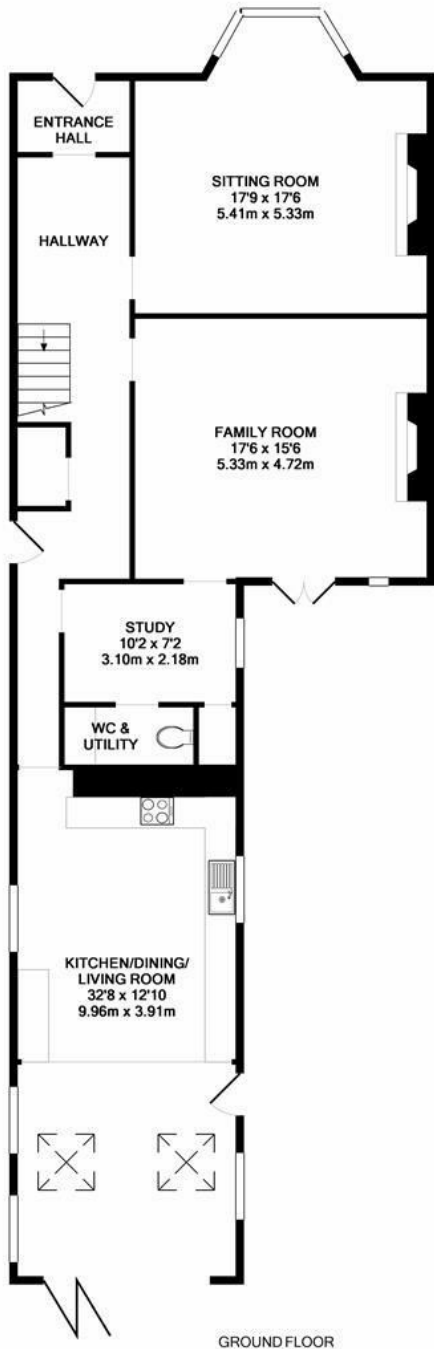 ENTRANCE
HALL
HALLWAY
SITTING ROOM
17'9 x 17'6
5.41m x 5.33m
FAMILY ROOM
17'6 x 15'6
5.33m x 4.72m
STUDY
10'2 x 7'2
3.10m x 2.18m
WC &
UTILITY
KITCHEN/DINING/
LIVING ROOM
32'8 x 12'10
9.96m x 3.91m
GROUND FLOOR